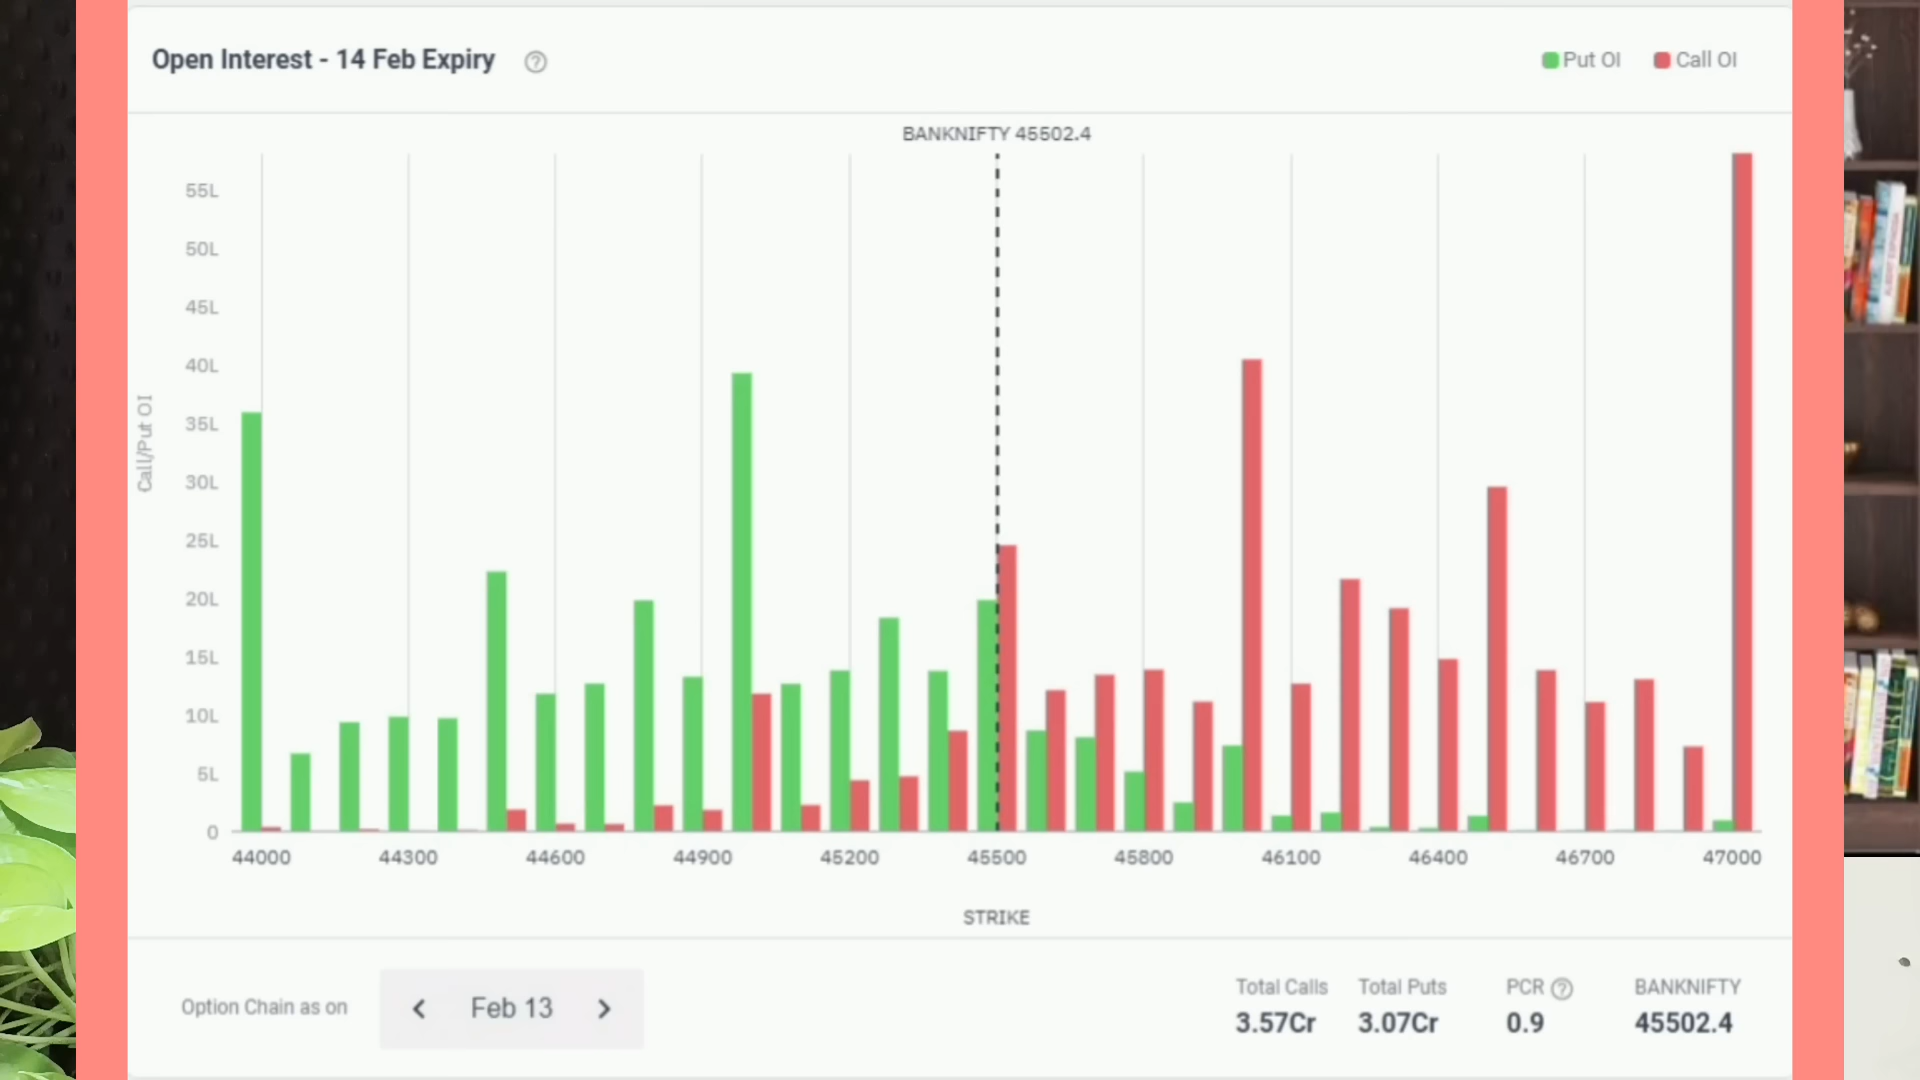 Open Interest - 14 Feb Expiry
Put OI
Call OI
BANKNIFTY 45502.4
55L
50L
45L
40L
35L
30L
25L
20L
15L
10L
5L
0
Call/Put OI
44000 44300 44600 44900 45200 45500 45800 46100 46400 46700 47000
STRIKE
Option Chain as on
Feb 13
Total Calls Total Puts PCR BANKNIFTY
3.57Cr 3.07Cr 0.9 45502.4